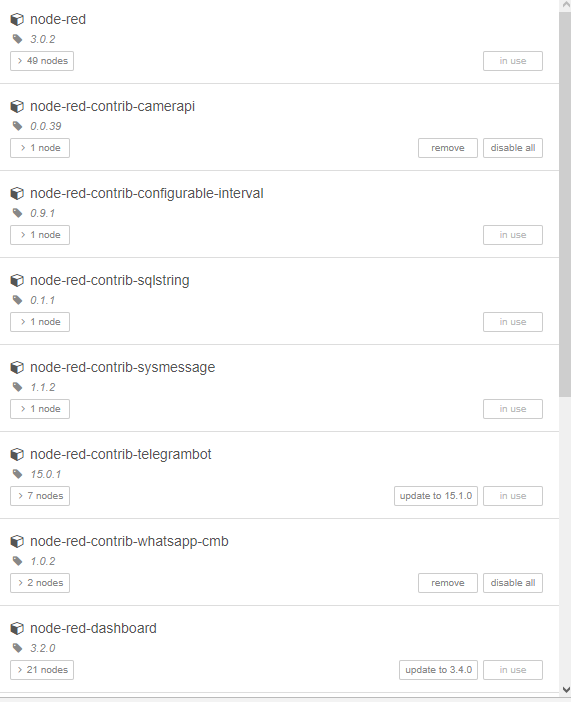 node-red
3.0.2
49 nodes
in use
node-red-contrib-camerapi
0.0.39
1 node
remove
disable all
node-red-contrib-configurable-interval
0.9.1
1 node
in use
node-red-contrib-sqlstring
0.1.1
1 node
in use
node-red-contrib-sysmessage
1.1.2
1 node
in use
node-red-contrib-telegrambot
15.0.1
7 nodes
update to 15.1.0
in use
node-red-contrib-whatsapp-cmb
1.0.2
2 nodes
remove
disable all
node-red-dashboard
3.2.0
21 nodes
update to 3.4.0
in use